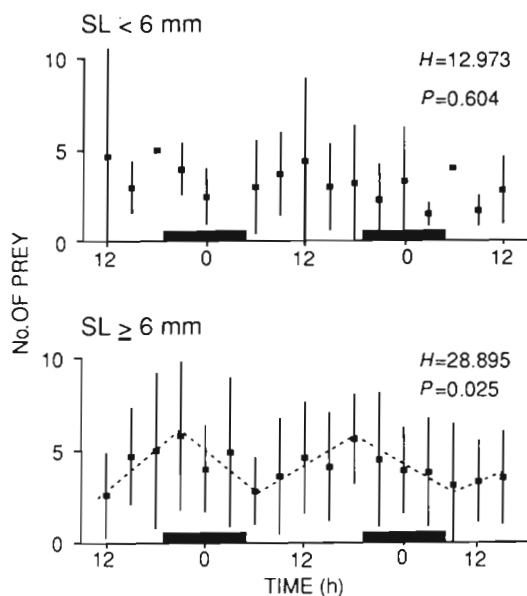 SL < 6 mm
H=12.973
P=0.604
10
5
0
12 0 12 0 12
No. OF PREY
SL ≥ 6 mm
H=28.895
P=0.025
10
5
0
12 0 12 0 12
TIME (h)